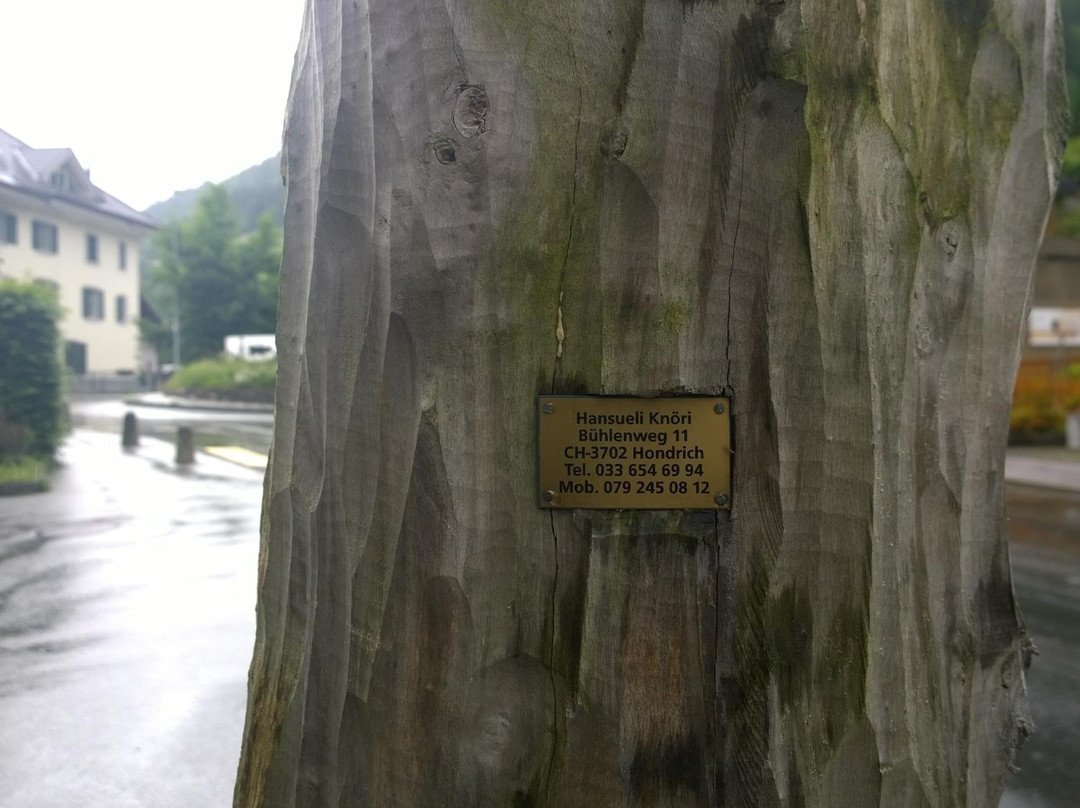 Hansueli Knöri
Bühlenweg 11
CH-3702 Hondrich
Tel. 033 654 69 94
Mob. 079 245 08 12